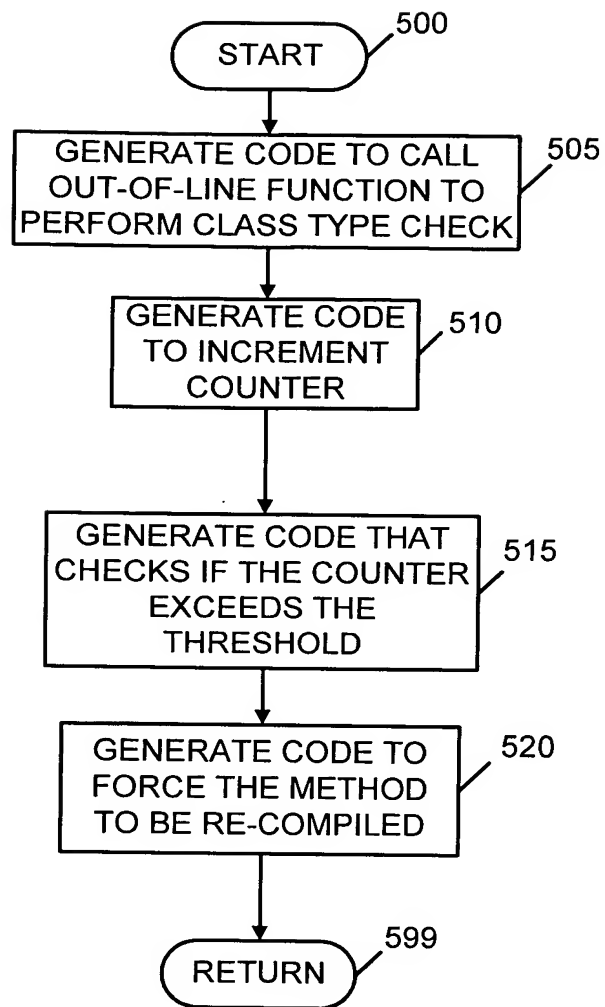 START
500
GENERATE CODE TO CALL
OUT-OF-LINE FUNCTION TO
PERFORM CLASS TYPE CHECK
505
GENERATE CODE
TO INCREMENT
COUNTER
510
GENERATE CODE THAT
CHECKS IF THE COUNTER
EXCEEDS THE
THRESHOLD
515
GENERATE CODE TO
FORCE THE METHOD
TO BE RE-COMPILED
520
RETURN
599